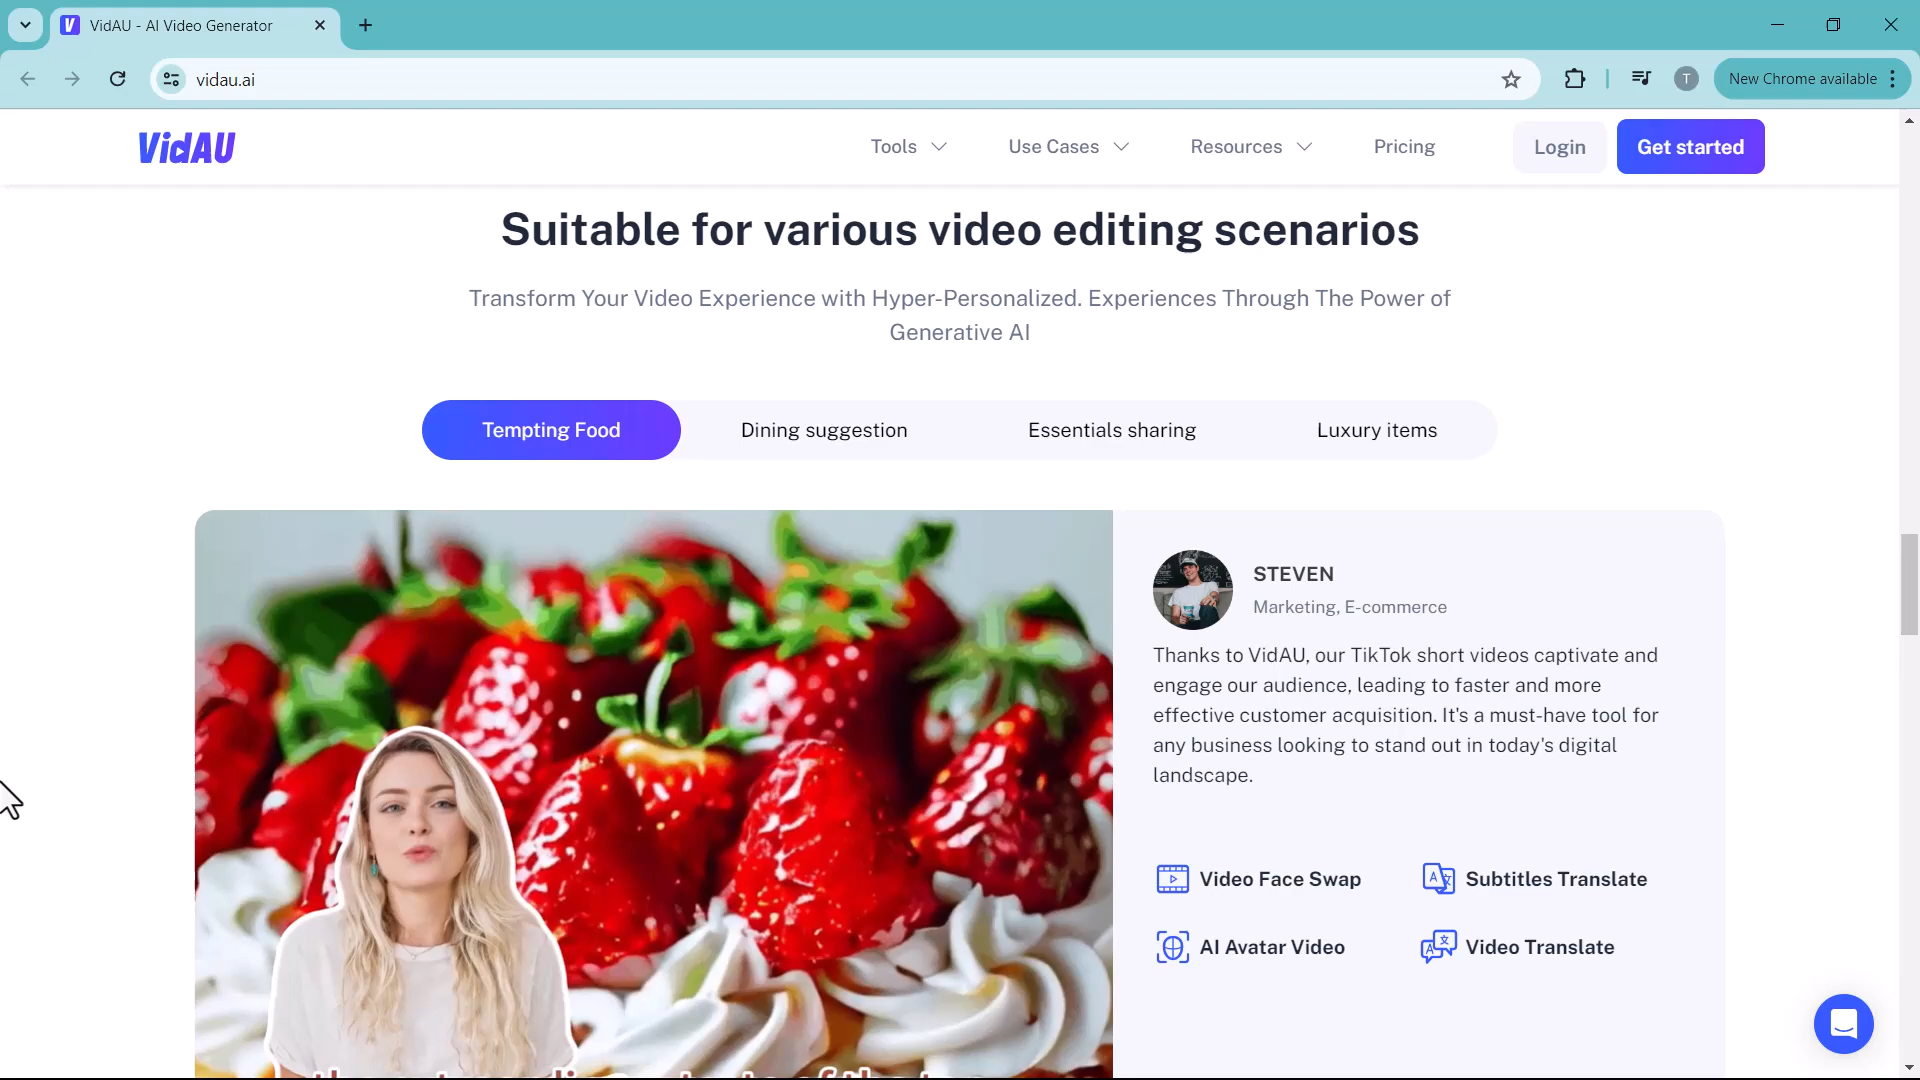 VidAU - AI Video Generator
vidau.ai
T
New Chrome available
VidAU
Tools
Use Cases
Resources
Pricing
Login
Get started
Suitable for various video editing scenarios
Transform Your Video Experience with Hyper-Personalized. Experiences Through The Power of
Generative AI
Tempting Food
Dining suggestion
Essentials sharing
Luxury items
STEVEN
Marketing, E-commerce
Thanks to VidAU, our TikTok short videos captivate and
engage our audience, leading to faster and more
effective customer acquisition. It's a must-have tool for
any business looking to stand out in today's digital
landscape.
Video Face Swap
Subtitles Translate
AI Avatar Video
Video Translate